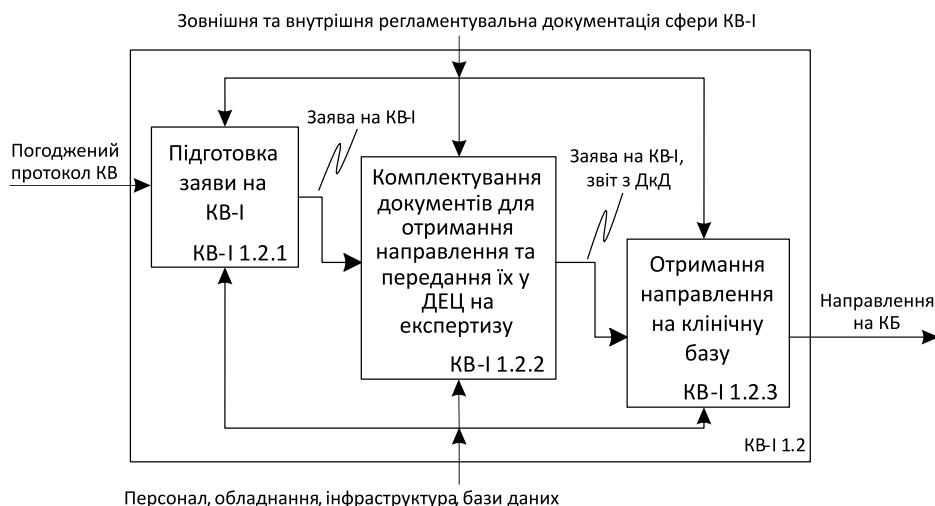 Зовнішня та внутрішня регламентувальна документація сфери КВ-І
Погоджений
протокол КВ
Підготовка
заяви на
КВ-І
КВ-І 1.2.1
Заява на КВ-І
Комплектування
документів для
отримання
направлення та
передання їх у
ДЕЦ на
експертизу
КВ-І 1.2.2
Заява на КВ-І,
звіт з ДкД
Отримання
направлення
на клінічну
базу
КВ-І 1.2.3
Направлення
на КБ
КВ-І 1.2
Персонал, обладнання, інфраструктура, бази даних